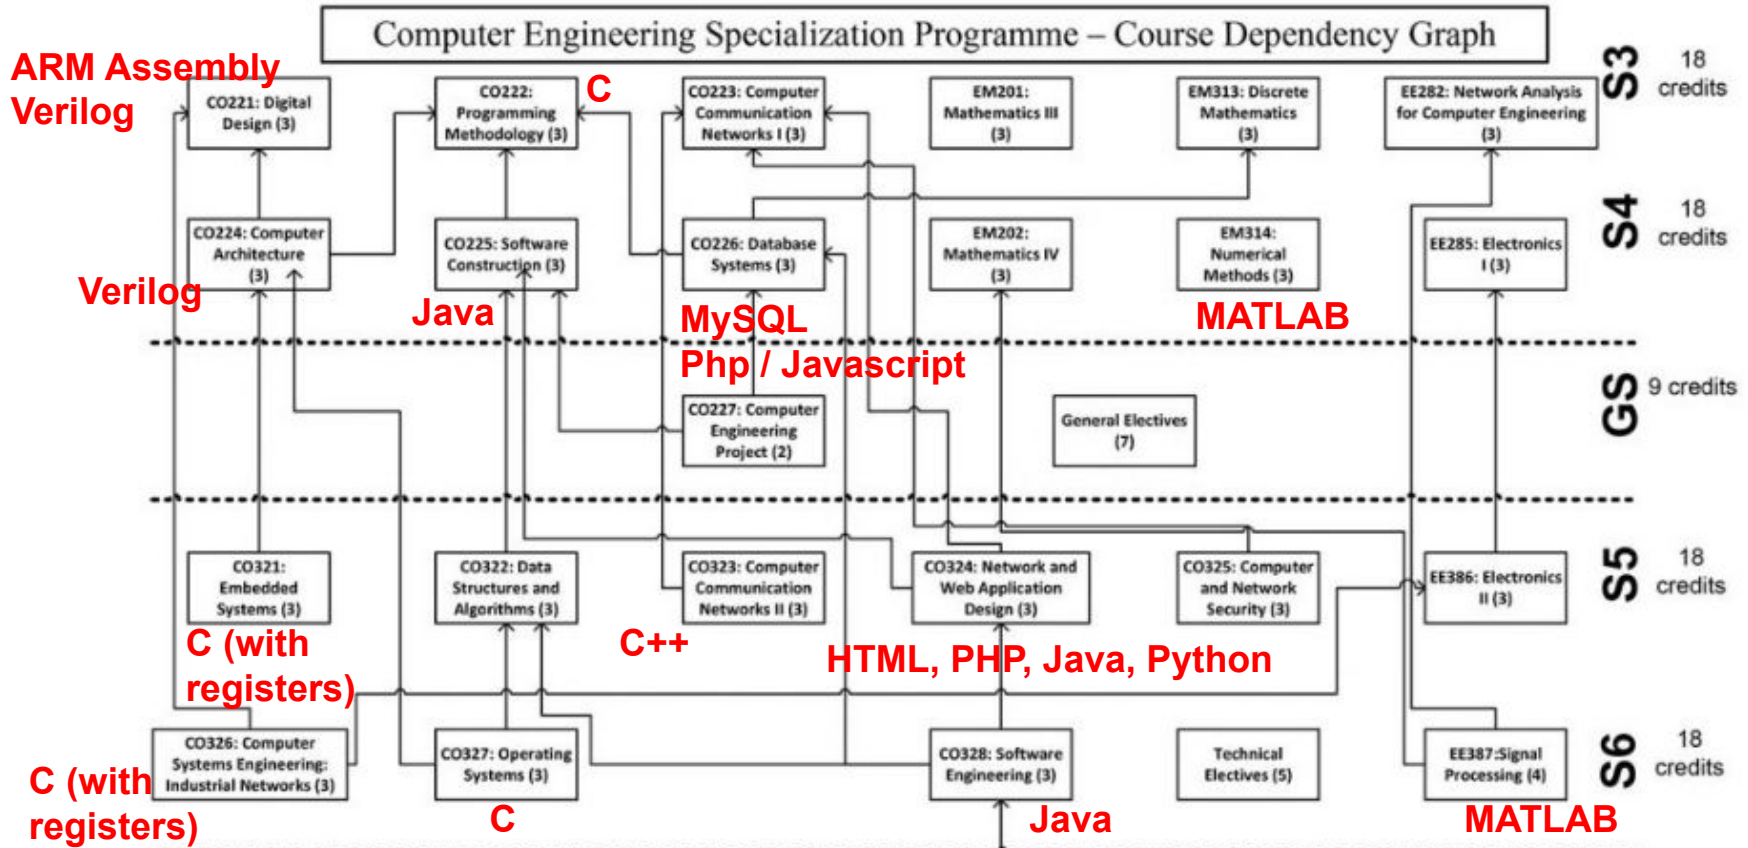 Computer Engineering Specialization Programme – Course Dependency Graph
ARM Assembly
Verilog
CO221: Digital
Design (3)
CO222:
Programming
Methodology (3)
C
CO223: Computer
Communication
Networks I (3)
EM201:
Mathematics III
(3)
EM313: Discrete
Mathematics
(3)
EE282: Network Analysis
for Computer Engineering
(3)
S3
18
credits
CO224: Computer
Architecture
(3)
Verilog
CO225: Software
Construction (3)
Java
CO226: Database
Systems (3)
MySQL
Php / Javascript
EM202:
Mathematics IV
(3)
EM314:
Numerical
Methods (3)
MATLAB
EE285: Electronics
I (3)
S4
18
credits
CO227: Computer
Engineering
Project (2)
General Electives
(7)
GS
9 credits
CO321:
Embedded
Systems (3)
C (with
registers)
CO322: Data
Structures and
Algorithms (3)
CO323: Computer
Communication
Networks II (3)
C++
CO324: Network and
Web Application
Design (3)
HTML, PHP, Java, Python
CO325: Computer
and Network
Security (3)
EE386: Electronics
II (3)
S5
18
credits
CO326: Computer
Systems Engineering:
Industrial Networks (3)
C (with
registers)
CO327: Operating
Systems (3)
C
CO328: Software
Engineering (3)
Java
Technical
Electives (5)
EE387:Signal
Processing (4)
MATLAB
S6
18
credits